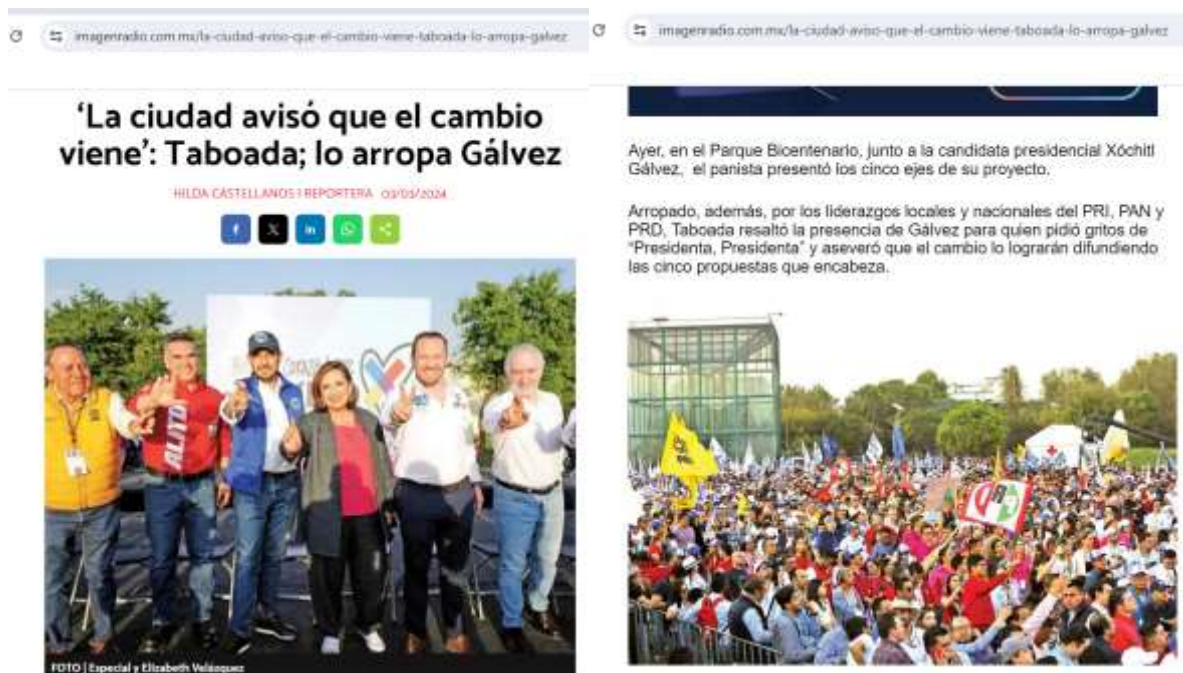 imagenradio.com.mx/la-ciudad-aviso-que-el-cambio-viene-taboada-lo-arropa-galvez
‘La ciudad avisó que el cambio
viene’: Taboada; lo arropa Gálvez
HILDA CASTELLANOS | REPORTERA 03/03/2024
f X in
ALITO
FOTO | Especial y Elizabeth Velázquez
imagenradio.com.mx/la-ciudad-aviso-que-el-cambio-viene-taboada-lo-arropa-galvez
Ayer, en el Parque Bicentenario, junto a la candidata presidencial Xóchitl
Gálvez, el panista presentó los cinco ejes de su proyecto.
Arropado, además, por los liderazgos locales y nacionales del PRI, PAN y
PRD, Taboada resaltó la presencia de Gálvez para quien pidió gritos de
“Presidenta, Presidenta” y aseveró que el cambio lo lograrán difundiendo
las cinco propuestas que encabeza.